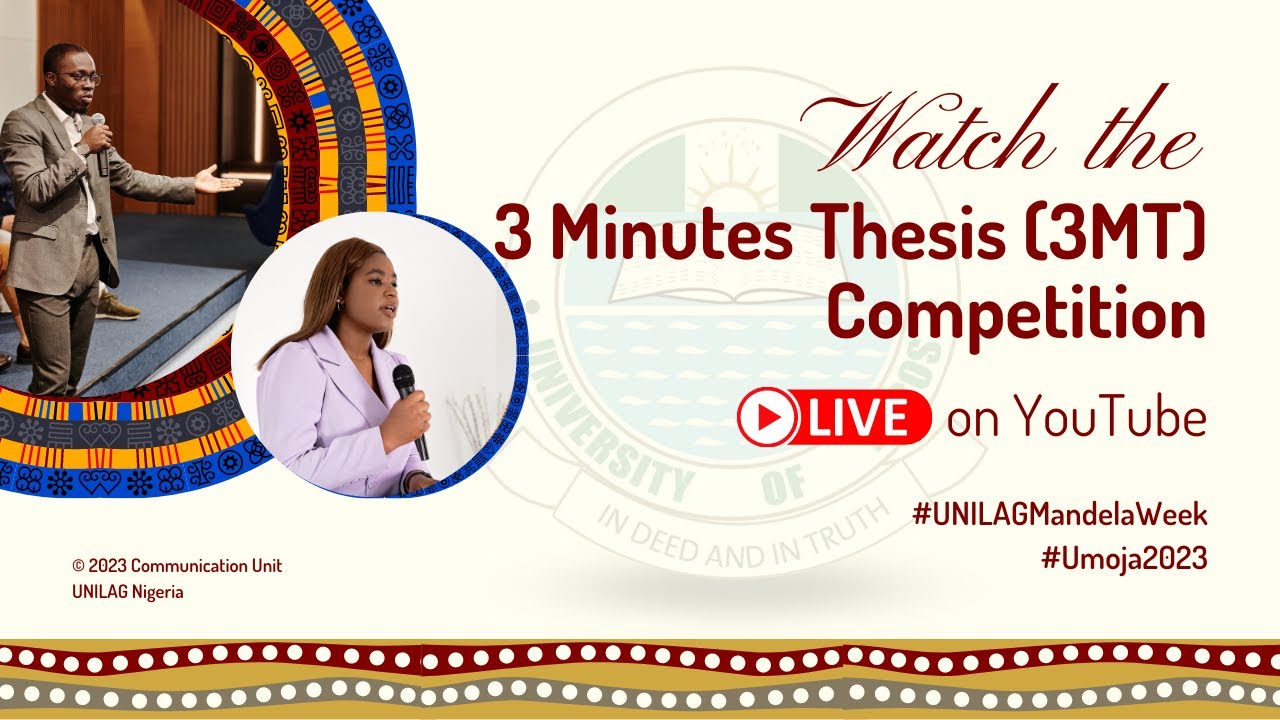 Watch the
3 Minutes Thesis (3MT)
Competition
LIVE on YouTube
#UNILAGMandelaWeek
#Umoja2023
© 2023 Communication Unit
UNILAG Nigeria
UNIVERSITY OF
IN DEED AND IN TRUTH